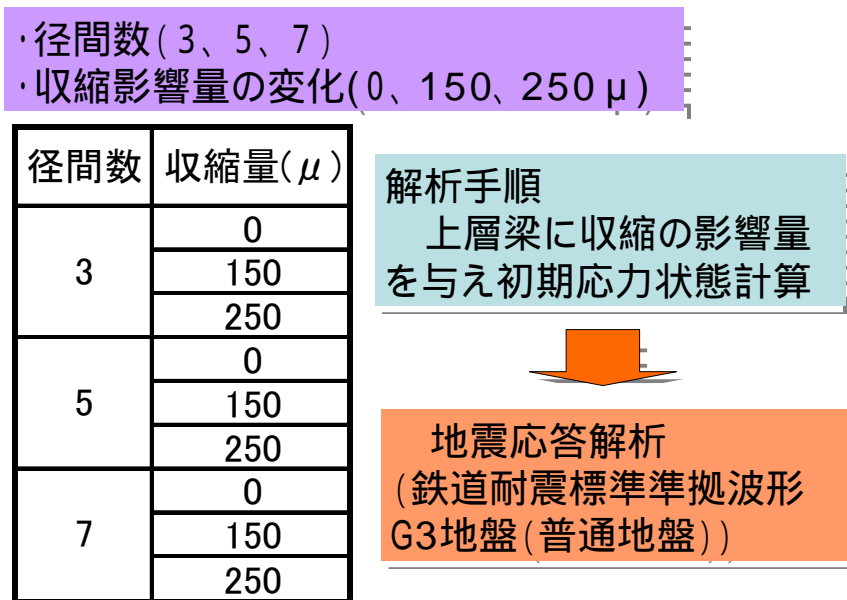 ・径間数(3、5、7)
・収縮影響量の変化(0、150、250μ)
径間数 収縮量(μ)
3
0
150
250
5
0
150
250
7
0
150
250
解析手順
上層梁に収縮の影響量
を与え初期応力状態計算
地震応答解析
(鉄道耐震標準準拠波形
G3地盤(普通地盤))